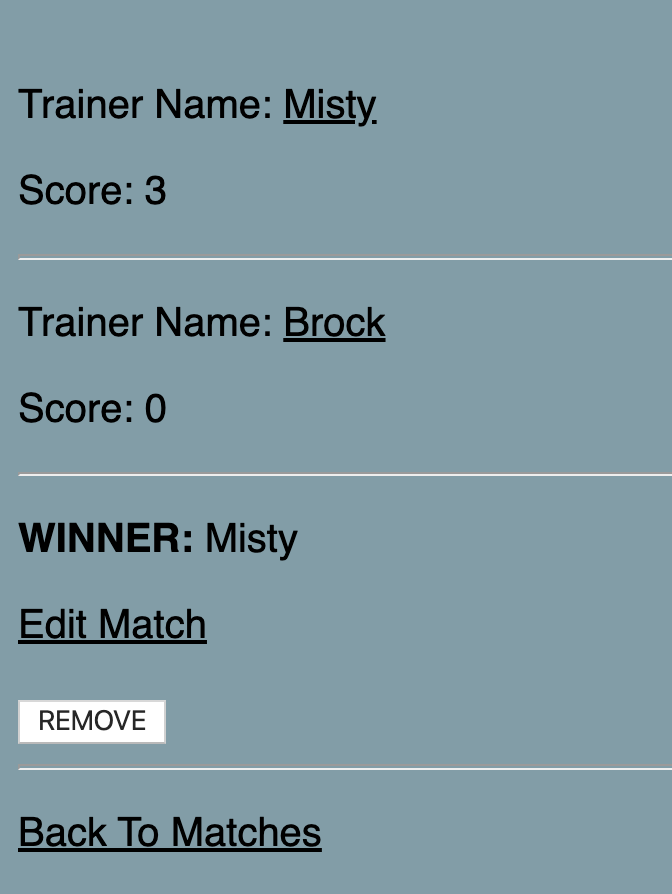 Trainer Name: Misty
Score: 3
Trainer Name: Brock
Score: 0
WINNER: Misty
Edit Match
REMOVE
Back To Matches